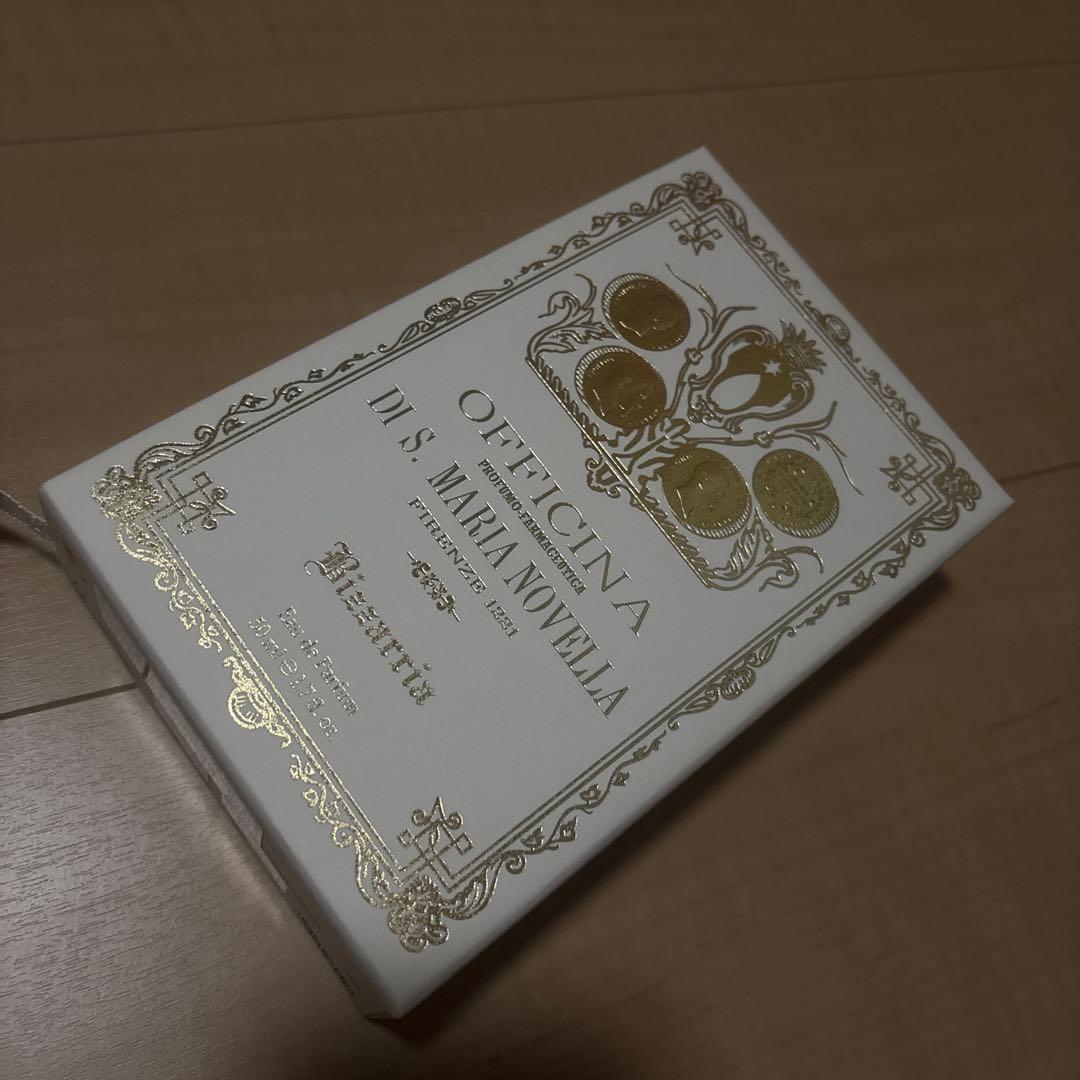 OFFICINA
PROFUMO-FARMACEUTICA
DI S. MARIA NOVELLA
FIRENZE 1221
Bizzarria
Eau de Parfum
50 ml ℮ 1.7 fl. oz.